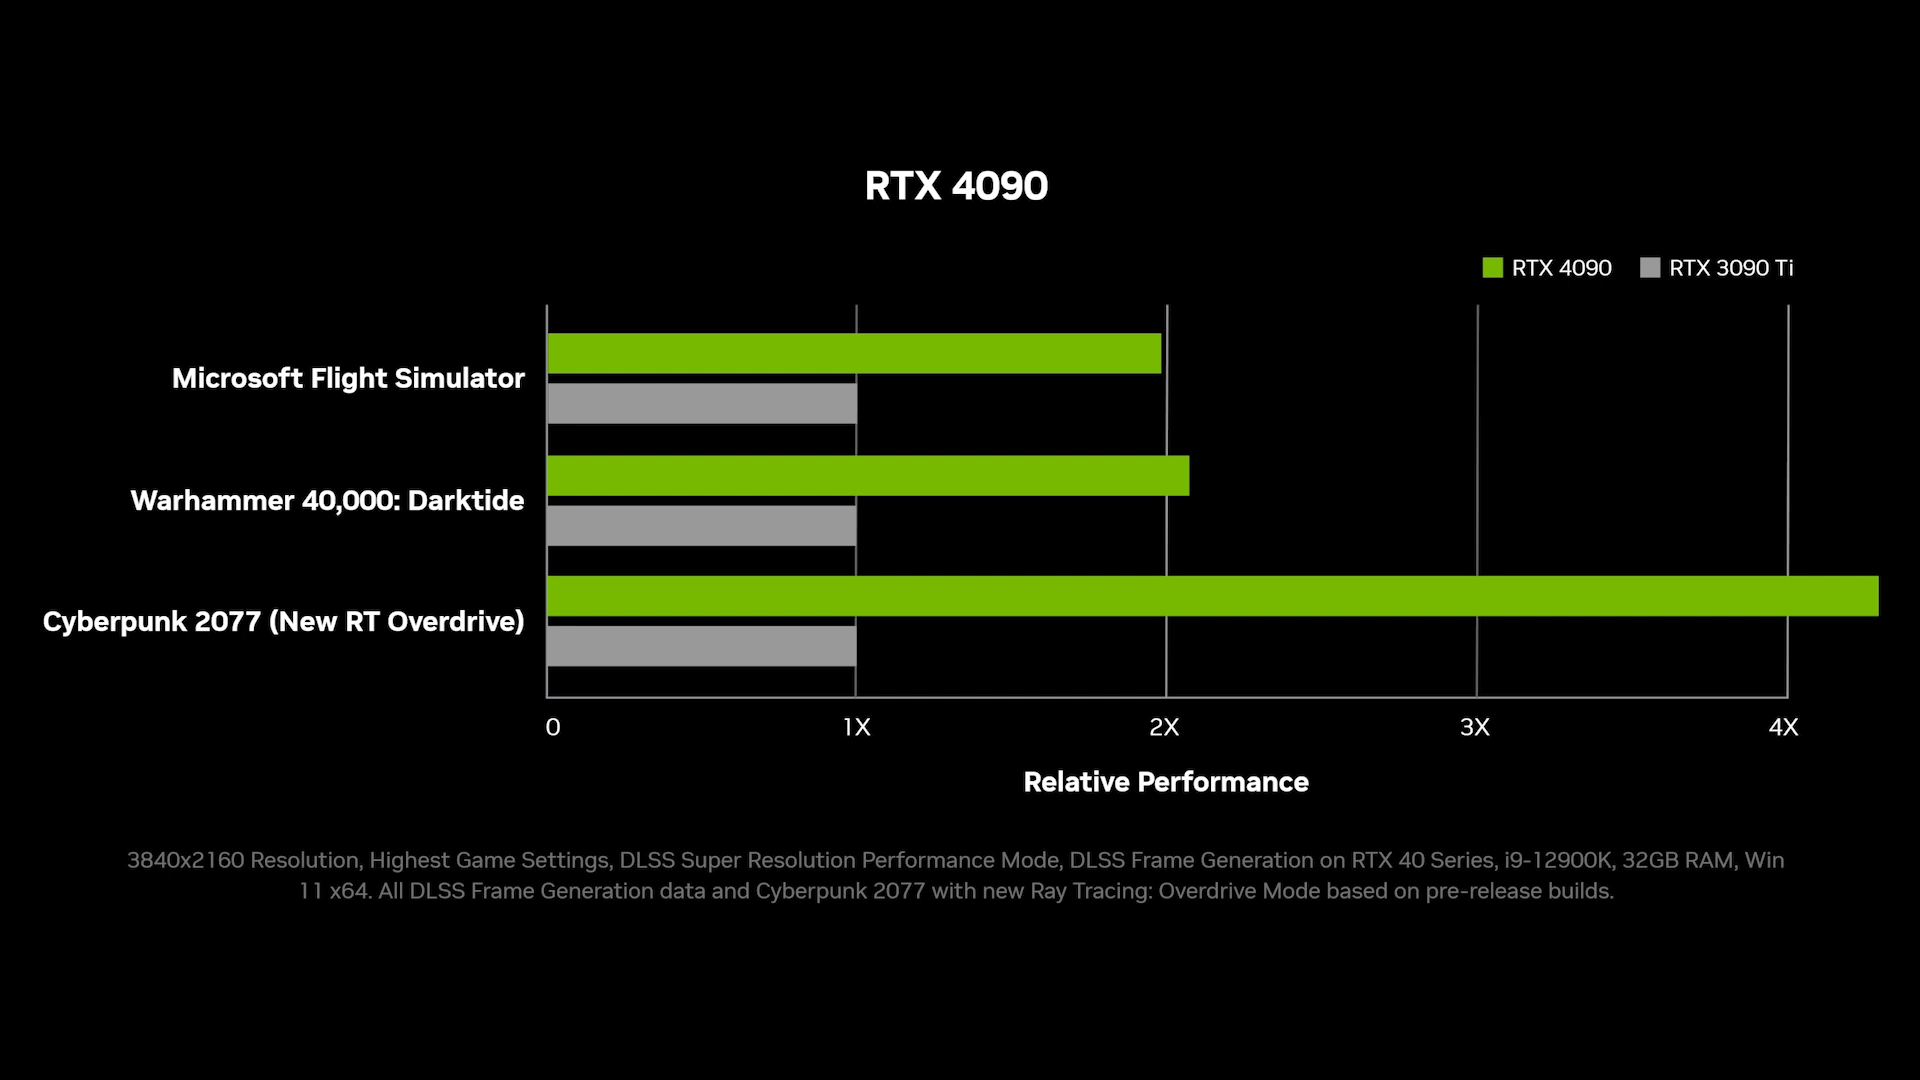 RTX 4090
RTX 4090
RTX 3090 Ti
Microsoft Flight Simulator
Warhammer 40,000: Darktide
Cyberpunk 2077 (New RT Overdrive)
0
1X
2X
3X
4X
Relative Performance
3840x2160 Resolution, Highest Game Settings, DLSS Super Resolution Performance Mode, DLSS Frame Generation on RTX 40 Series, i9-12900K, 32GB RAM, Win
11 x64. All DLSS Frame Generation data and Cyberpunk 2077 with new Ray Tracing: Overdrive Mode based on pre-release builds.